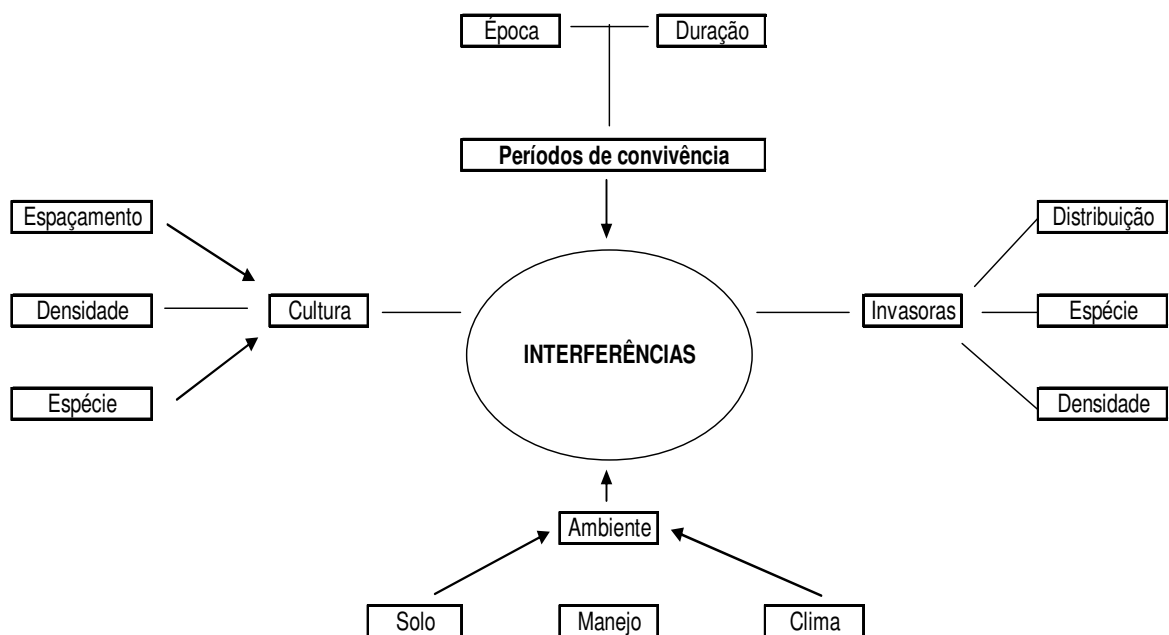 Época
Duração
Períodos de convivência
Espaçamento
Distribuição
Densidade
Cultura
Invasoras
Espécie
INTERFERÊNCIAS
Espécie
Densidade
Ambiente
Solo
Manejo
Clima